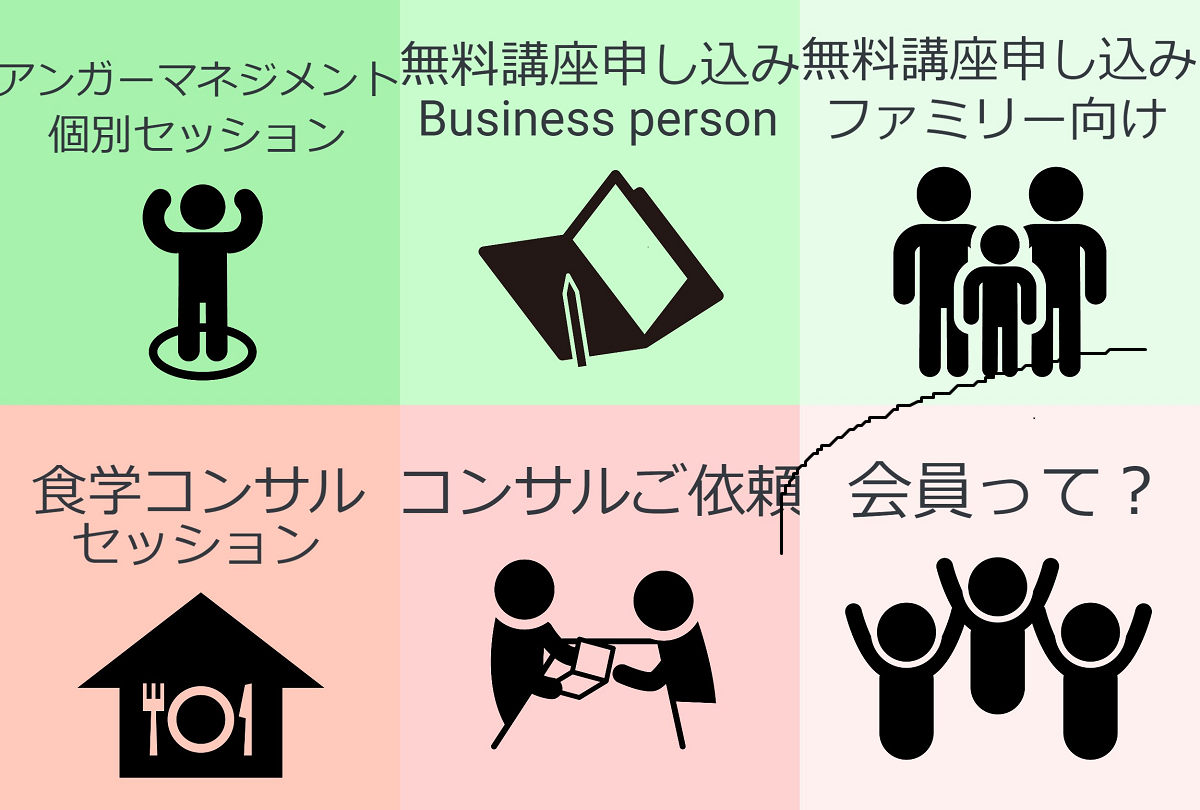 アンガーマネジメント
個別セッション
無料講座申し込み
Business person
無料講座申し込み
ファミリー向け
食学コンサル
セッション
コンサルご依頼
会員って？